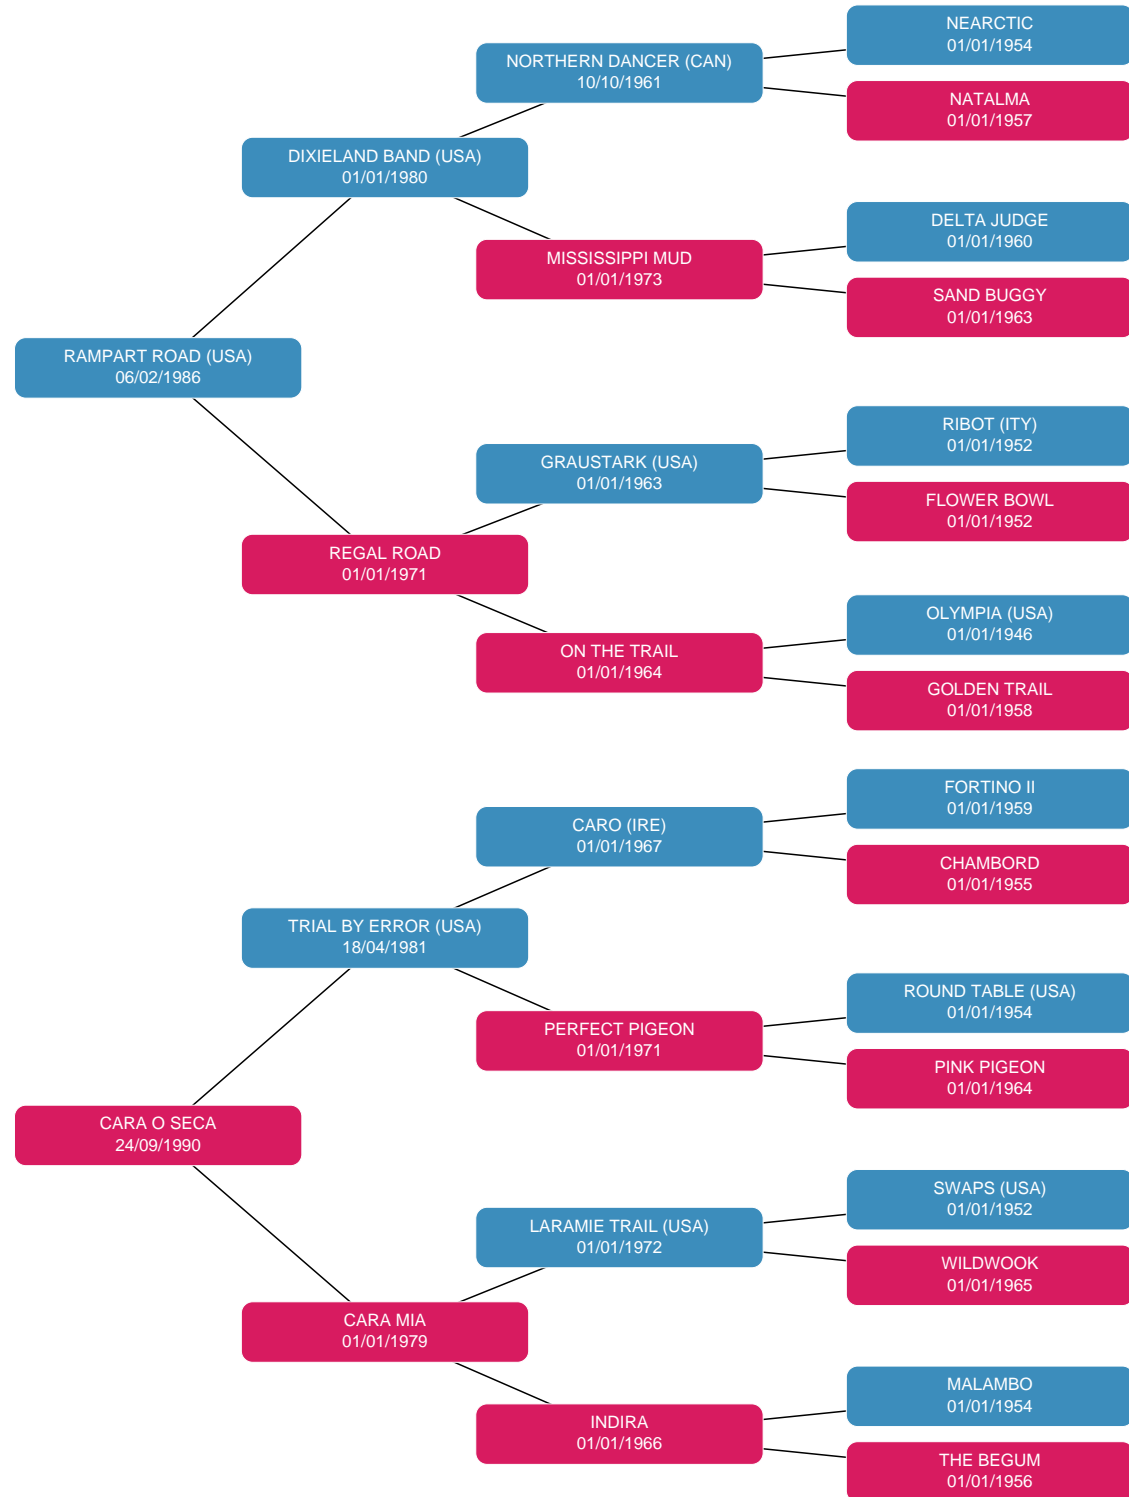 NEARCTIC
01/01/1954
NORTHERN DANCER (CAN)
10/10/1961
NATALMA
01/01/1957
DIXIELAND BAND (USA)
01/01/1980
DELTA JUDGE
01/01/1960
MISSISSIPPI MUD
01/01/1973
SAND BUGGY
01/01/1963
RAMPART ROAD (USA)
06/02/1986
RIBOT (ITY)
01/01/1952
GRAUSTARK (USA)
01/01/1963
FLOWER BOWL
01/01/1952
REGAL ROAD
01/01/1971
OLYMPIA (USA)
01/01/1946
ON THE TRAIL
01/01/1964
GOLDEN TRAIL
01/01/1958
FORTINO II
01/01/1959
CARO (IRE)
01/01/1967
CHAMBORD
01/01/1955
TRIAL BY ERROR (USA)
18/04/1981
ROUND TABLE (USA)
01/01/1954
PERFECT PIGEON
01/01/1971
PINK PIGEON
01/01/1964
CARA O SECA
24/09/1990
SWAPS (USA)
01/01/1952
LARAMIE TRAIL (USA)
01/01/1972
WILDWOOK
01/01/1965
CARA MIA
01/01/1979
MALAMBO
01/01/1954
INDIRA
01/01/1966
THE BEGUM
01/01/1956